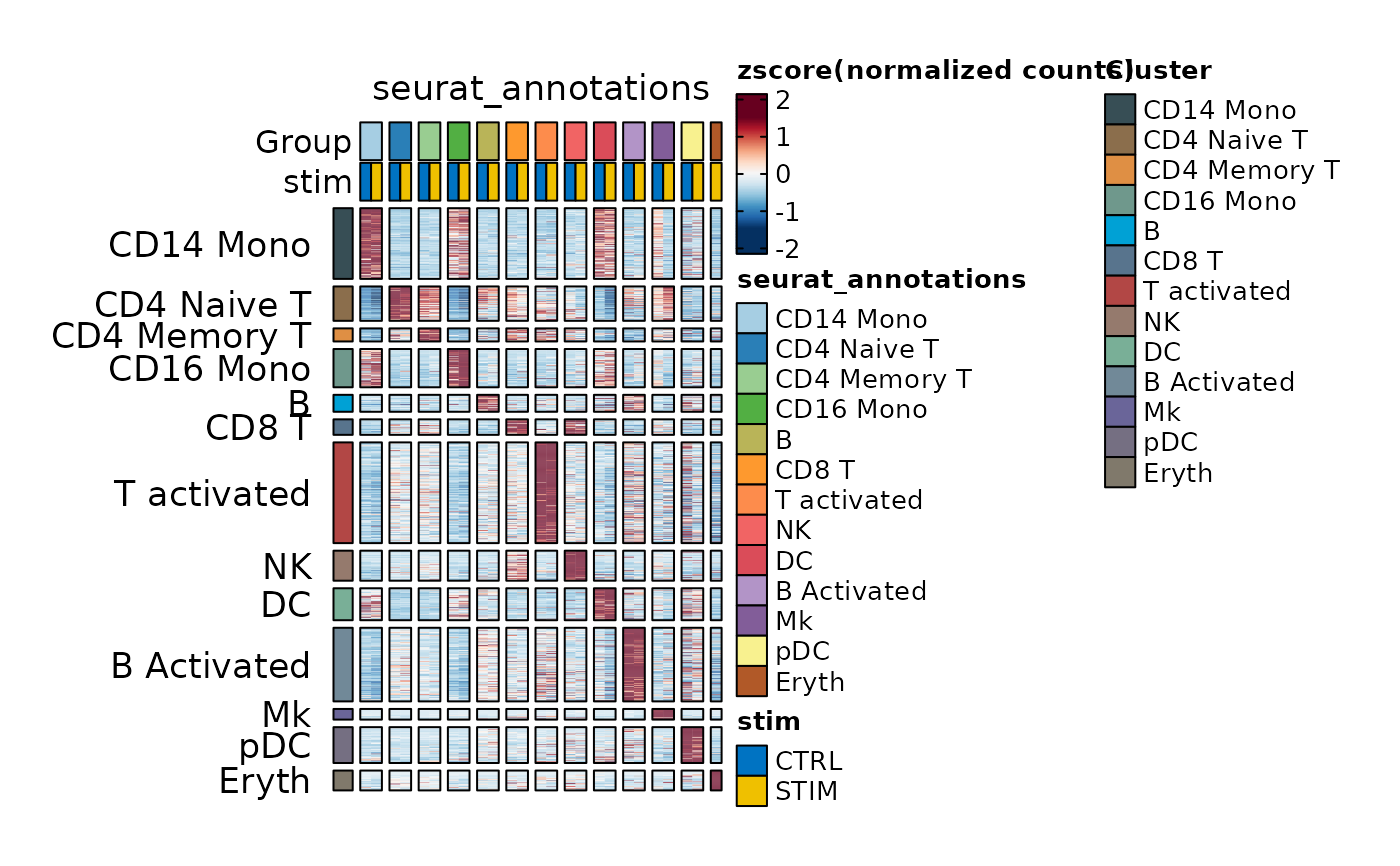 seurat_annotations
Group
stim
CD14 Mono
CD4 Naive T
CD4 Memory T
CD16 Mono
B
CD8 T
T activated
NK
DC
B Activated
Mk
pDC
Eryth
zscore(normalized counts)
2
1
0
-1
-2
seurat_annotations
CD14 Mono
CD4 Naive T
CD4 Memory T
CD16 Mono
B
CD8 T
T activated
NK
DC
B Activated
Mk
pDC
Eryth
stim
CTRL
STIM
Cluster
CD14 Mono
CD4 Naive T
CD4 Memory T
CD16 Mono
B
CD8 T
T activated
NK
DC
B Activated
Mk
pDC
Eryth